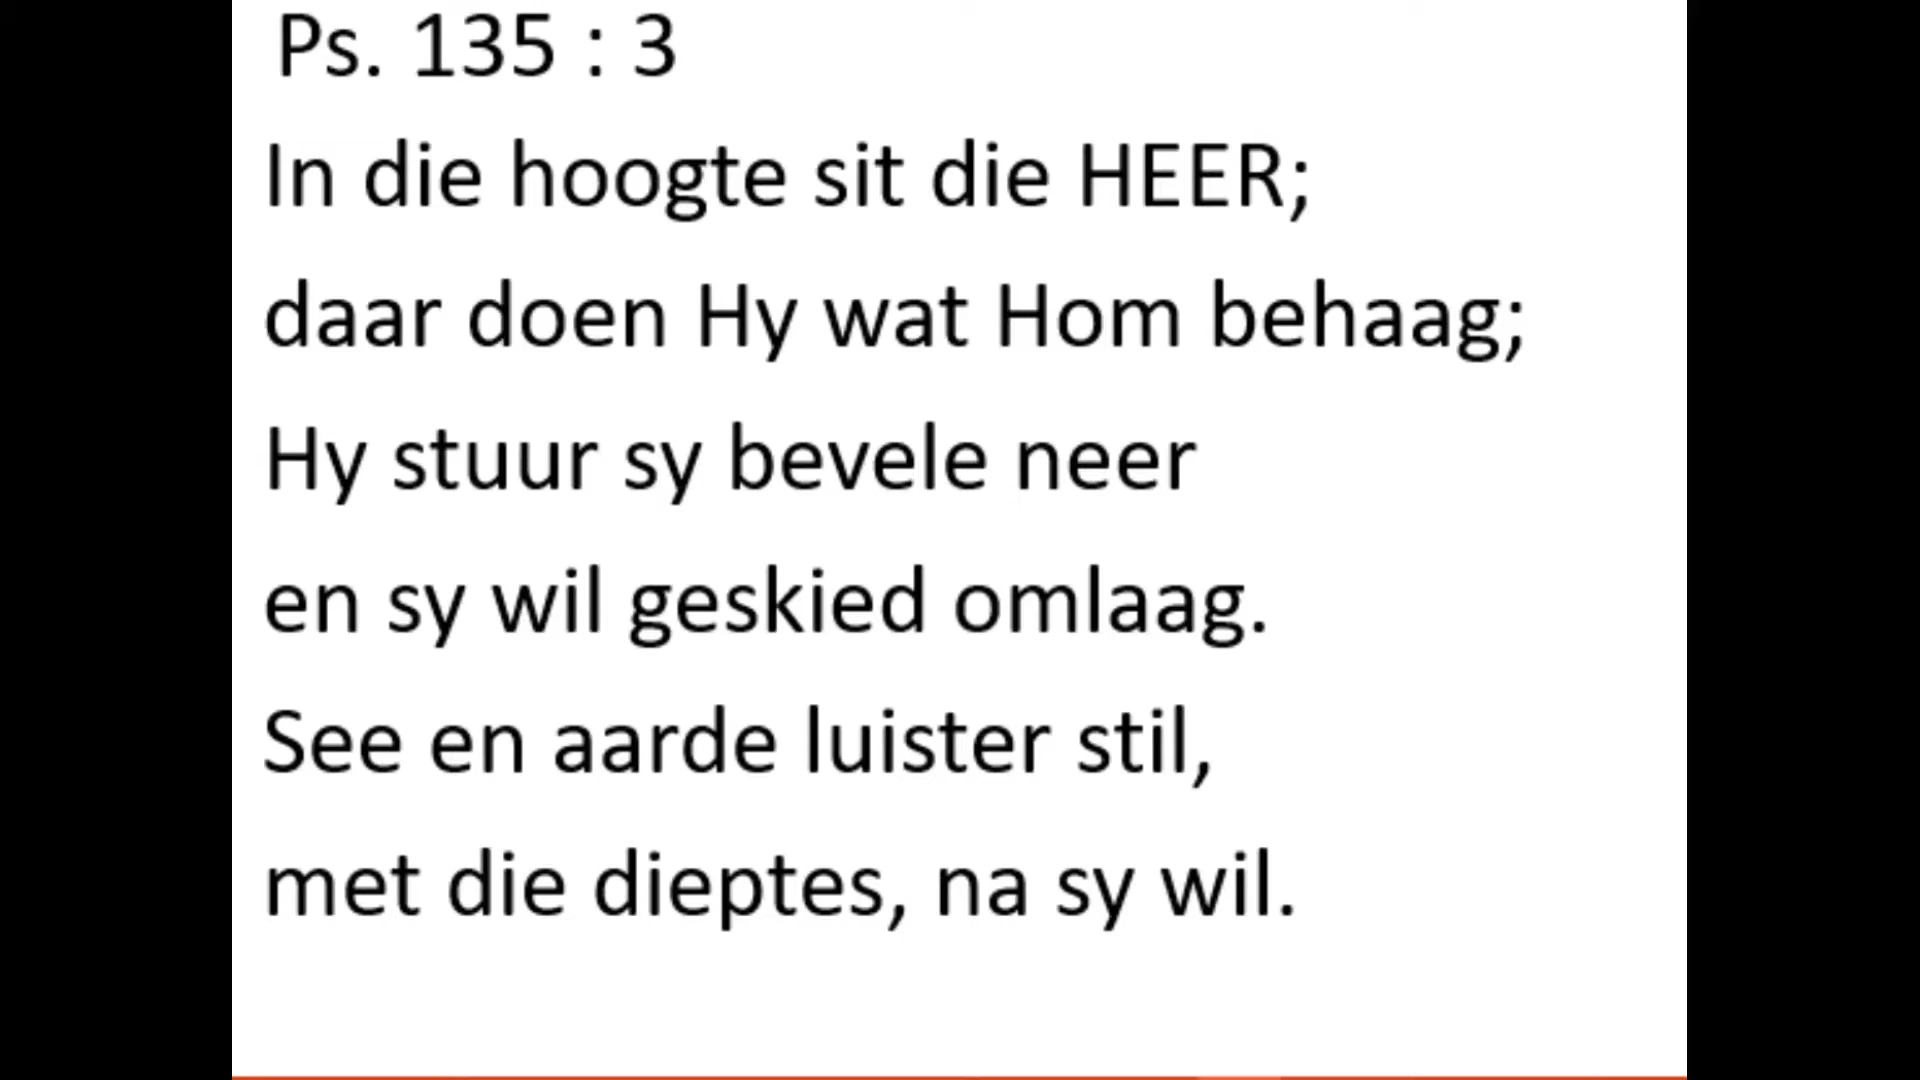 Ps. 135 : 3
In die hoogte sit die HEER;
daar doen Hy wat Hom behaag;
Hy stuur sy bevele neer
en sy wil geskied omlaag.
See en aarde luister stil,
met die dieptes, na sy wil.